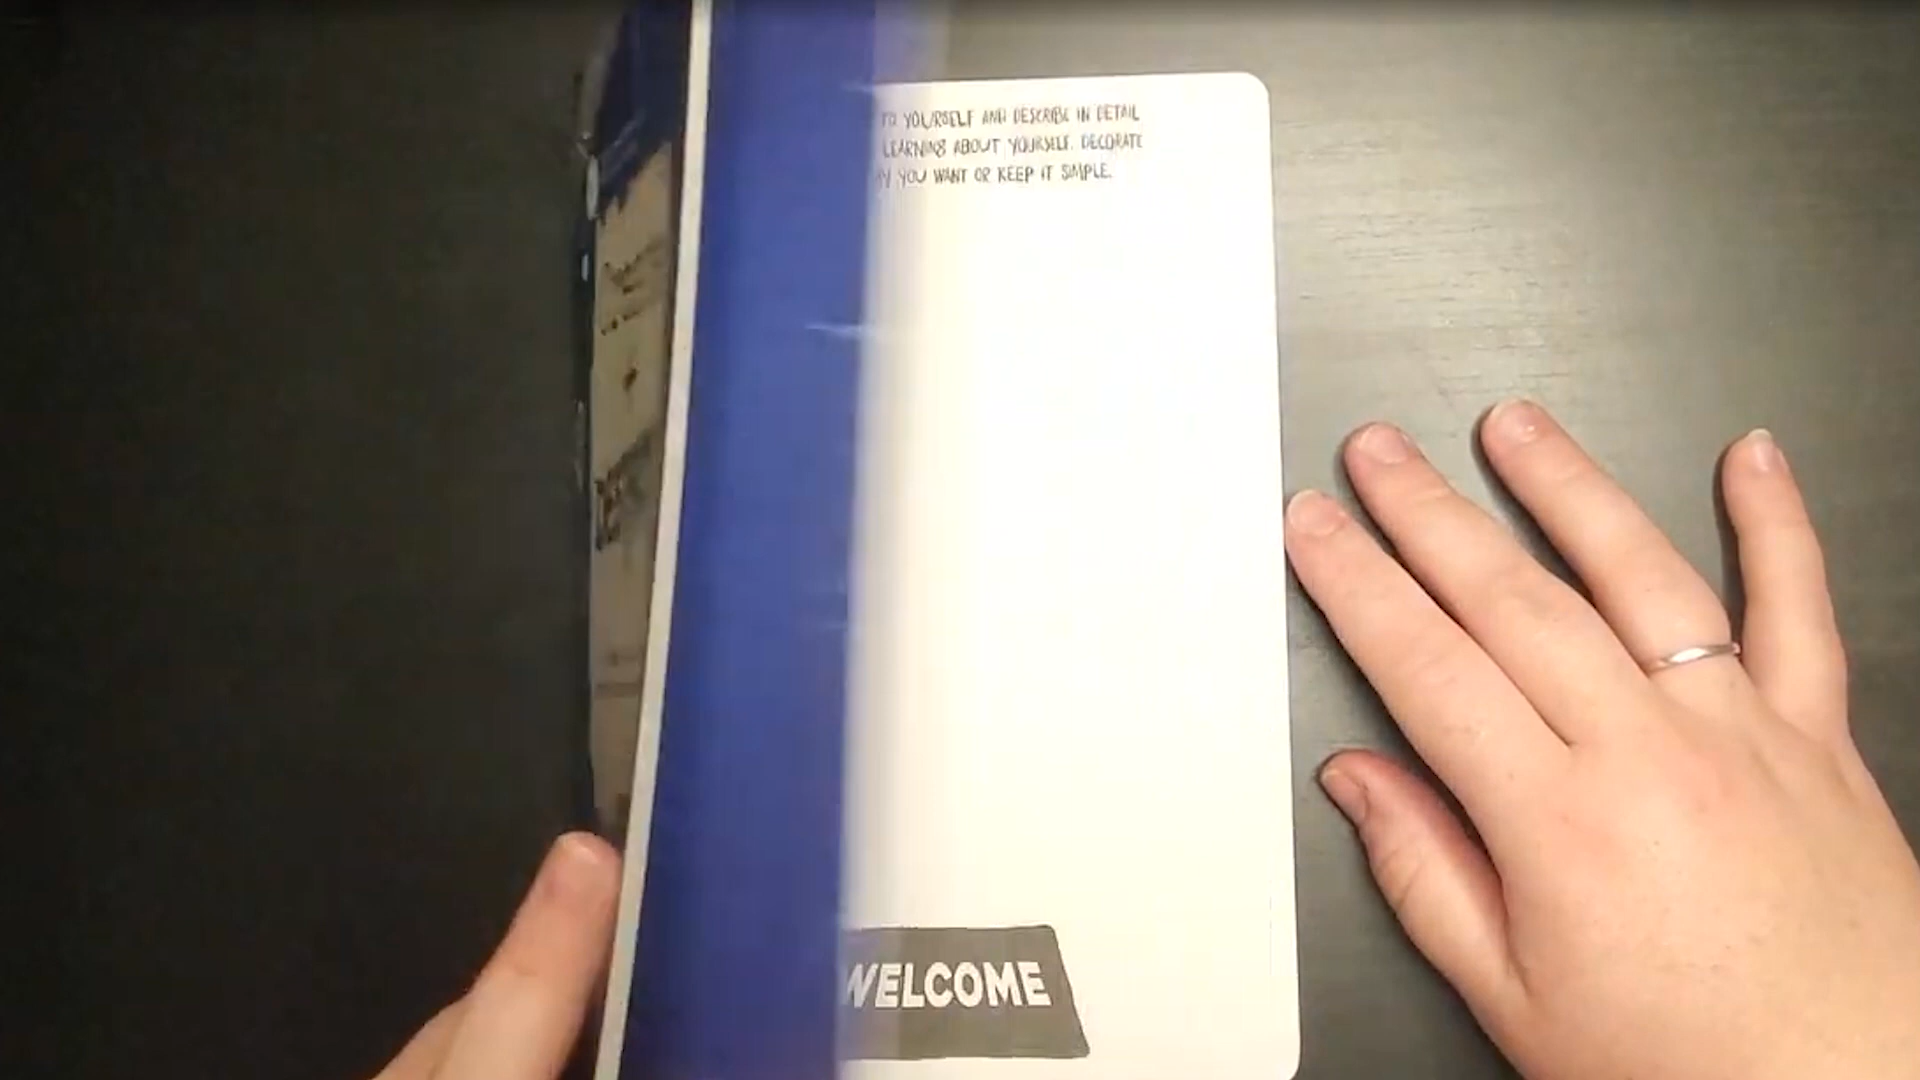 TO YOURSELF AND DESCRIBE IN DETAIL
LEARNING ABOUT YOURSELF. DECORATE
YOU WANT OR KEEP IT SIMPLE.
WELCOME